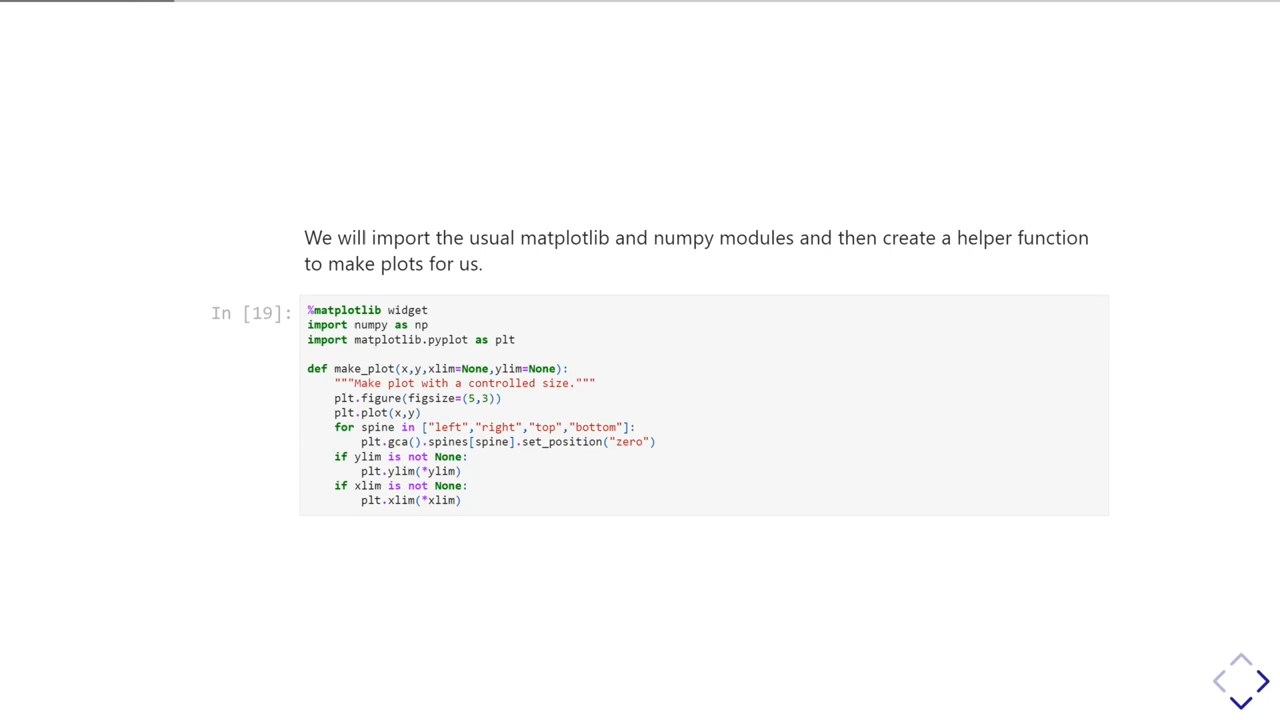 We will import the usual matplotlib and numpy modules and then create a helper function
to make plots for us.
In [19]:
%matplotlib widget
import numpy as np
import matplotlib.pyplot as plt
def make_plot(x,y,xlim=None,ylim=None):
    """Make plot with a controlled size."""
    plt.figure(figsize=(5,3))
    plt.plot(x,y)
    for spine in ["left","right","top","bottom"]:
        plt.gca().spines[spine].set_position("zero")
    if ylim is not None:
        plt.ylim(*ylim)
    if xlim is not None:
        plt.xlim(*xlim)